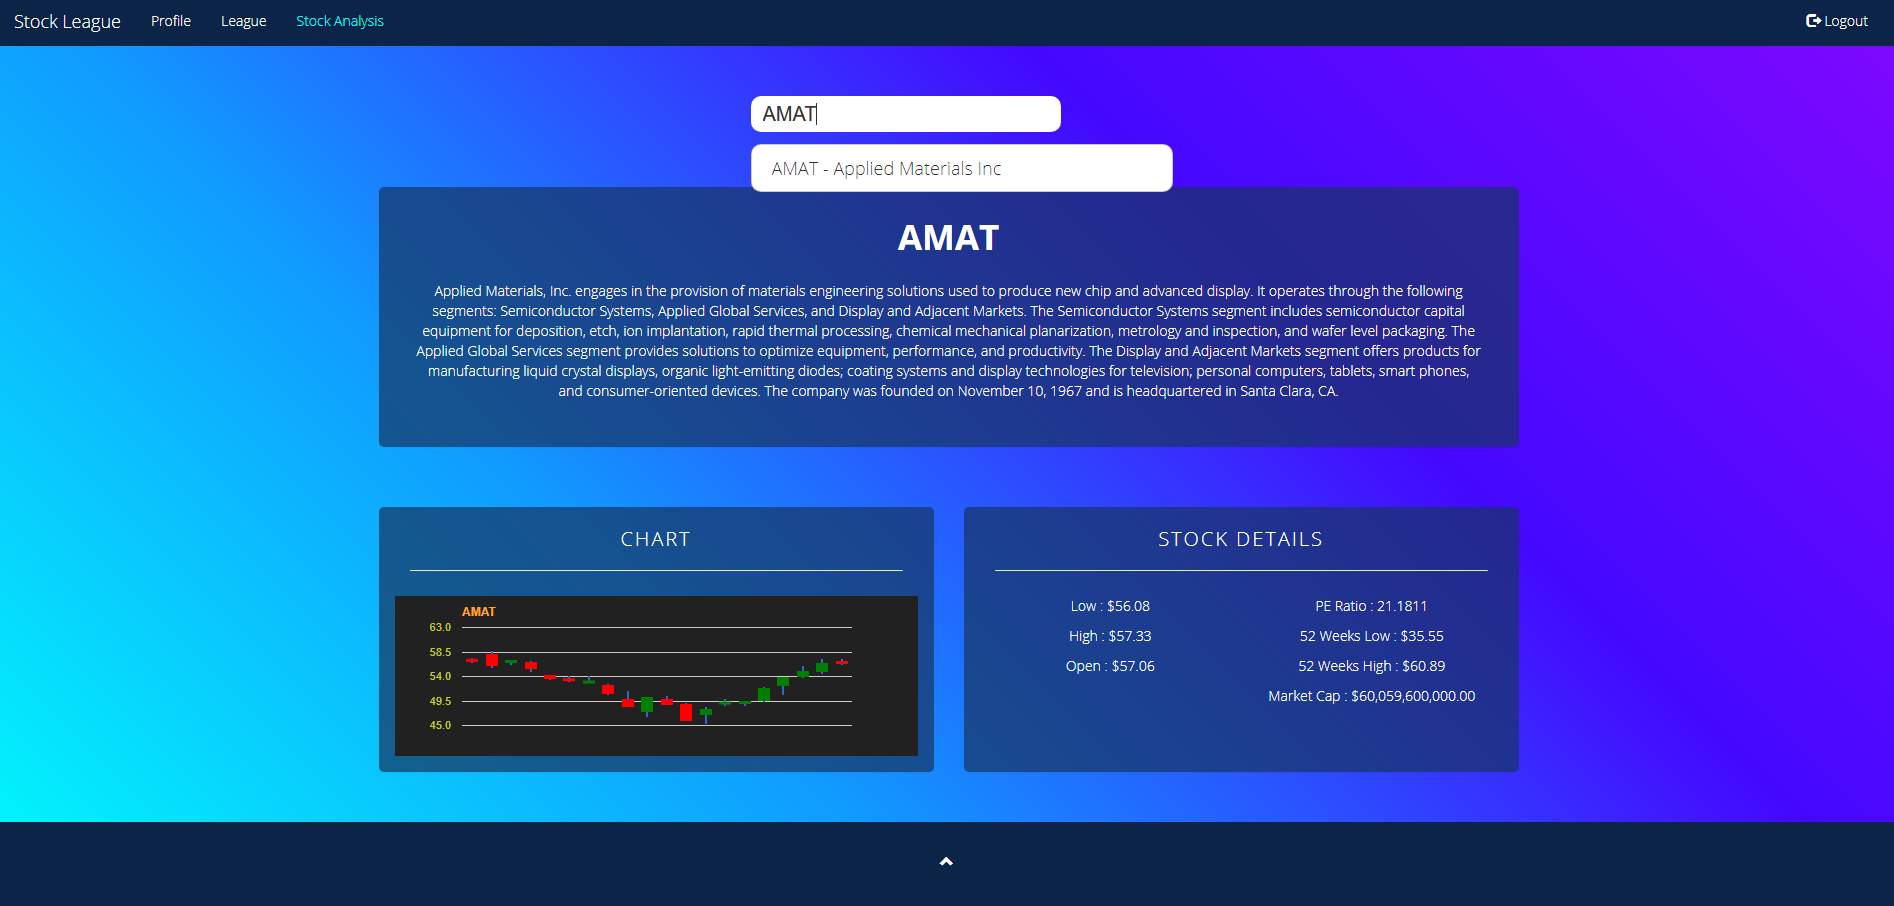 Stock League Profile League Stock Analysis Logout
AMAT
AMAT - Applied Materials Inc
AMAT
Applied Materials, Inc. engages in the provision of materials engineering solutions used to produce new chip and advanced display. It operates through the following
segments: Semiconductor Systems, Applied Global Services, and Display and Adjacent Markets. The Semiconductor Systems segment includes semiconductor capital
equipment for deposition, etch, ion implantation, rapid thermal processing, chemical mechanical planarization, metrology and inspection, and wafer level packaging. The
Applied Global Services segment provides solutions to optimize equipment, performance, and productivity. The Display and Adjacent Markets segment offers products for
manufacturing liquid crystal displays, organic light-emitting diodes; coating systems and display technologies for television; personal computers, tablets, smart phones,
and consumer-oriented devices. The company was founded on November 10, 1967 and is headquartered in Santa Clara, CA.
CHART
AMAT
63.0
58.5
54.0
49.5
45.0
STOCK DETAILS
Low : $56.08
High : $57.33
Open : $57.06
PE Ratio : 21.1811
52 Weeks Low : $35.55
52 Weeks High : $60.89
Market Cap : $60,059,600,000.00